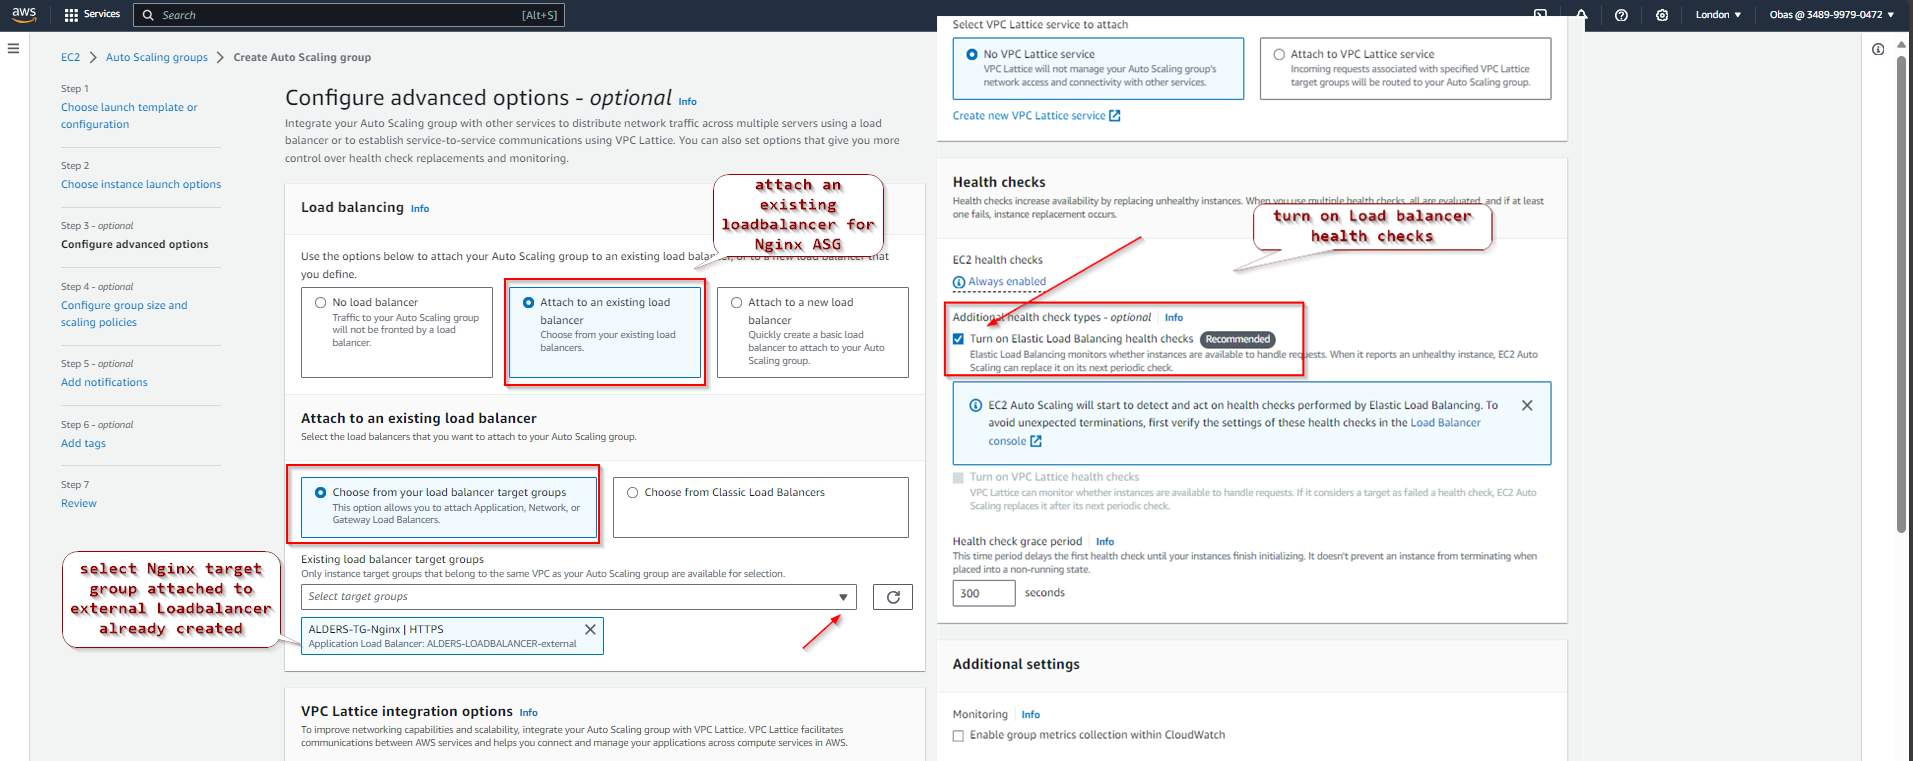 aws
Services
Search
[Alt+S]
London
Obas @ 3489-9979-0472
EC2
Auto Scaling groups
Create Auto Scaling group
Step 1
Choose launch template or
configuration
Step 2
Choose instance launch options
Step 3 - optional
Configure advanced options
Step 4 - optional
Configure group size and
scaling policies
Step 5 - optional
Add notifications
Step 6 - optional
Add tags
Step 7
Review
select Nginx target
group attached to
external Loadbalancer
already created
Configure advanced options - optional Info
Integrate your Auto Scaling group with other services to distribute network traffic across multiple servers using a load
balancer or to establish service-to-service communications using VPC Lattice. You can also set options that give you more
control over health check replacements and monitoring.
attach an
existing
loadbalancer for
Nginx ASG
Load balancing Info
Use the options below to attach your Auto Scaling group to an existing load balancer, or to a new load balancer that
you define.
No load balancer
Traffic to your Auto Scaling group
will not be fronted by a load
balancer.
Attach to an existing load
balancer
Choose from your existing load
balancers.
Attach to a new load
balancer
Quickly create a basic load
balancer to attach to your Auto
Scaling group.
Attach to an existing load balancer
Select the load balancers that you want to attach to your Auto Scaling group.
Choose from your load balancer target groups
This option allows you to attach Application, Network, or
Gateway Load Balancers.
Choose from Classic Load Balancers
Existing load balancer target groups
Only instance target groups that belong to the same VPC as your Auto Scaling group are available for selection.
Select target groups
ALDERS-TG-Nginx | HTTPS
Application Load Balancer: ALDERS-LOADBALANCER-external
VPC Lattice integration options Info
To improve networking capabilities and scalability, integrate your Auto Scaling group with VPC Lattice. VPC Lattice facilitates
communications between AWS services and helps you connect and manage your applications across compute services in AWS.
Select VPC Lattice service to attach
No VPC Lattice service
VPC Lattice will not manage your Auto Scaling group's
network access and connectivity with other services.
Attach to VPC Lattice service
Incoming requests associated with specified VPC Lattice
target groups will be routed to your Auto Scaling group.
Create new VPC Lattice service
Health checks
Health checks increase availability by replacing unhealthy instances. When you use multiple health checks, all are evaluated, and if at least
one fails, instance replacement occurs.
turn on Load balancer
health checks
EC2 health checks
Always enabled
Additional health check types - optional Info
Turn on Elastic Load Balancing health checks Recommended
Elastic Load Balancing monitors whether instances are available to handle requests. When it reports an unhealthy instance, EC2 Auto
Scaling can replace it on its next periodic check.
EC2 Auto Scaling will start to detect and act on health checks performed by Elastic Load Balancing. To
avoid unexpected terminations, first verify the settings of these health checks in the Load Balancer
console
Turn on VPC Lattice health checks
VPC Lattice can monitor whether instances are available to handle requests. If it considers a target as failed a health check, EC2 Auto
Scaling replaces it after its next periodic check.
Health check grace period Info
This time period delays the first health check until your instances finish initializing. It doesn't prevent an instance from terminating when
placed into a non-running state.
300 seconds
Additional settings
Monitoring Info
Enable group metrics collection within CloudWatch